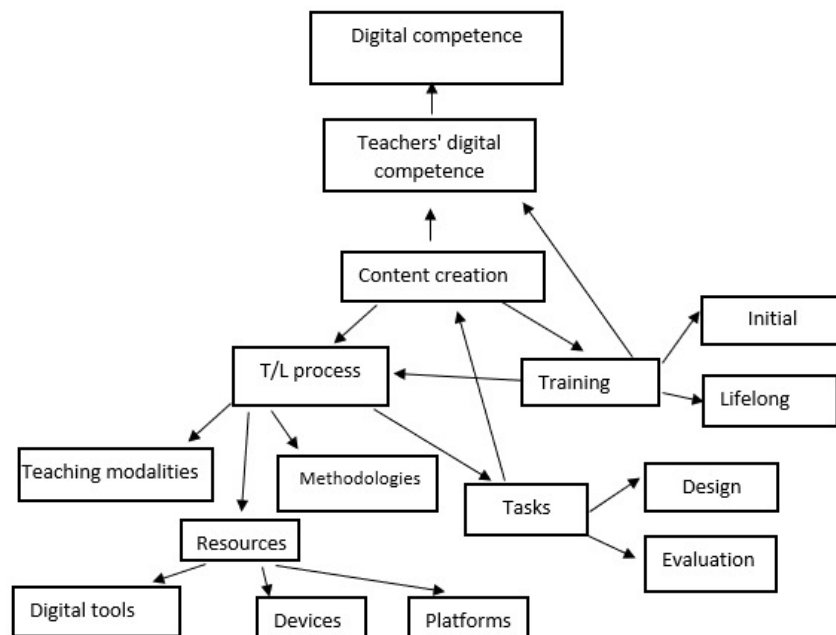 Digital competence
Teachers' digital
competence
Content creation
Initial
T/L process
Training
Lifelong
Teaching modalities
Methodologies
Design
Tasks
Resources
Evaluation
Digital tools
Devices
Platforms